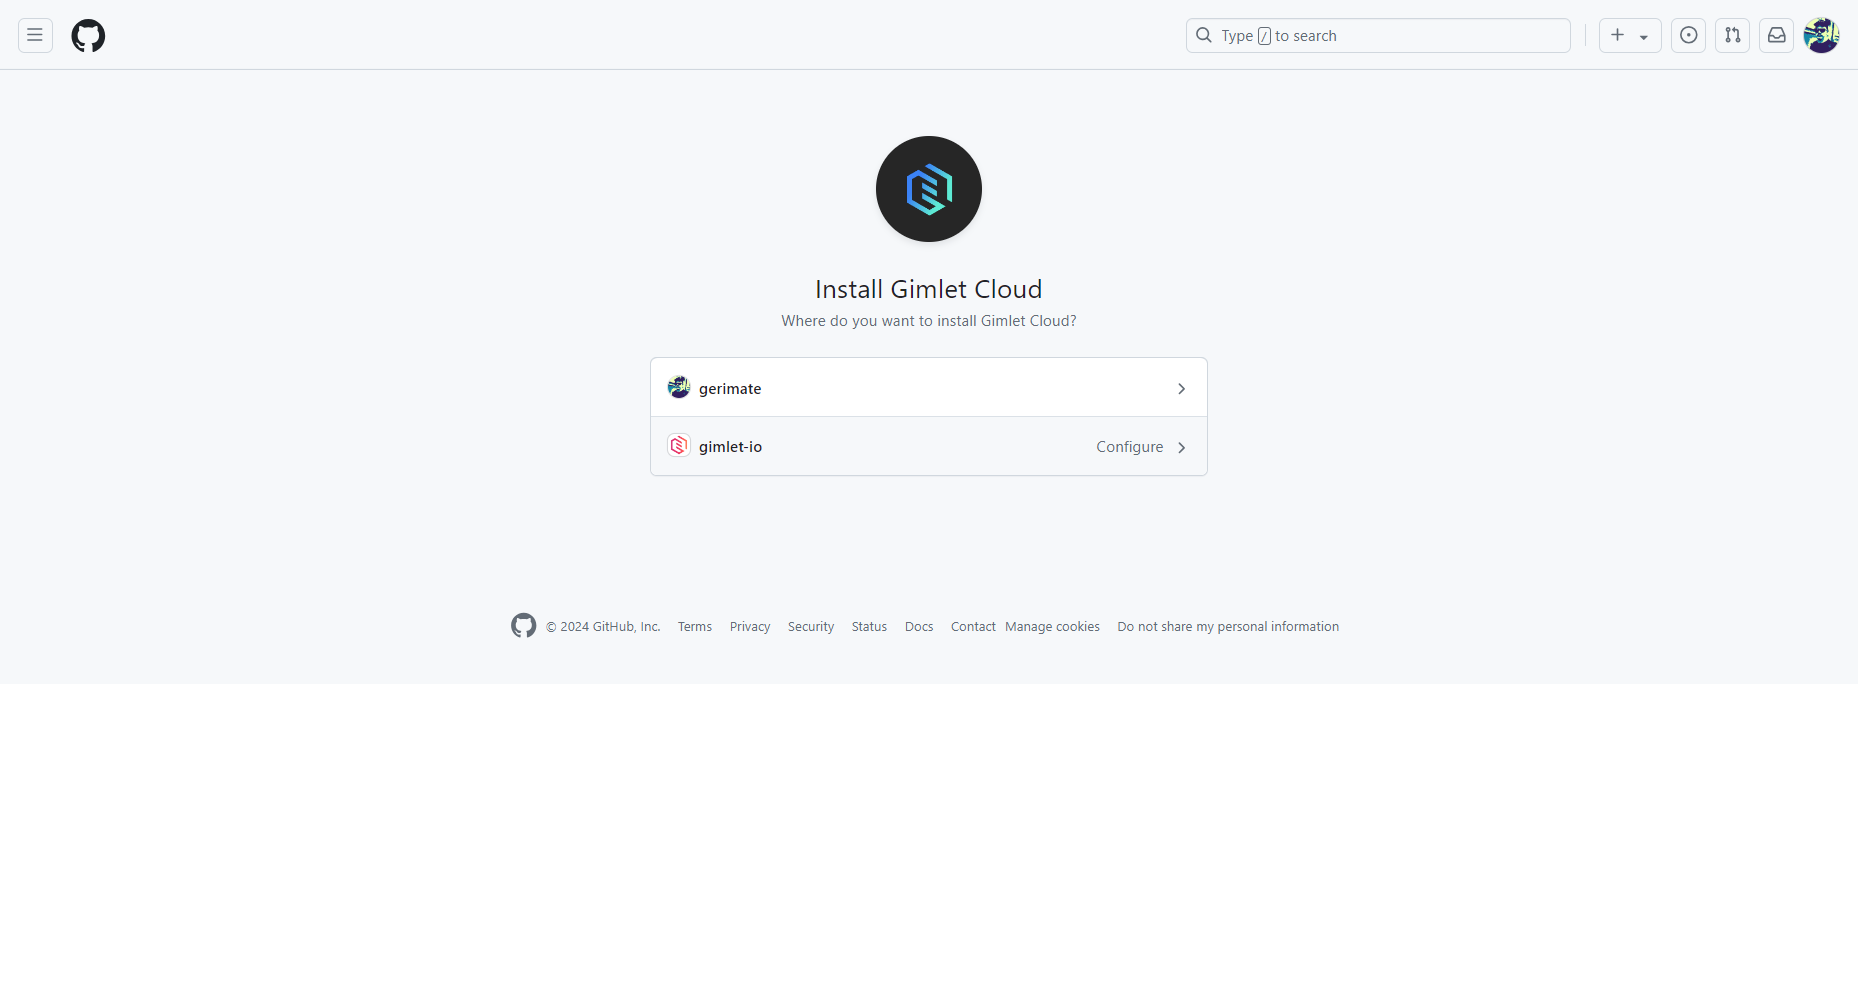 Type / to search
Install Gimlet Cloud
Where do you want to install Gimlet Cloud?
gerimate
gimlet-io Configure
© 2024 GitHub, Inc. Terms Privacy Security Status Docs Contact Manage cookies Do not share my personal information